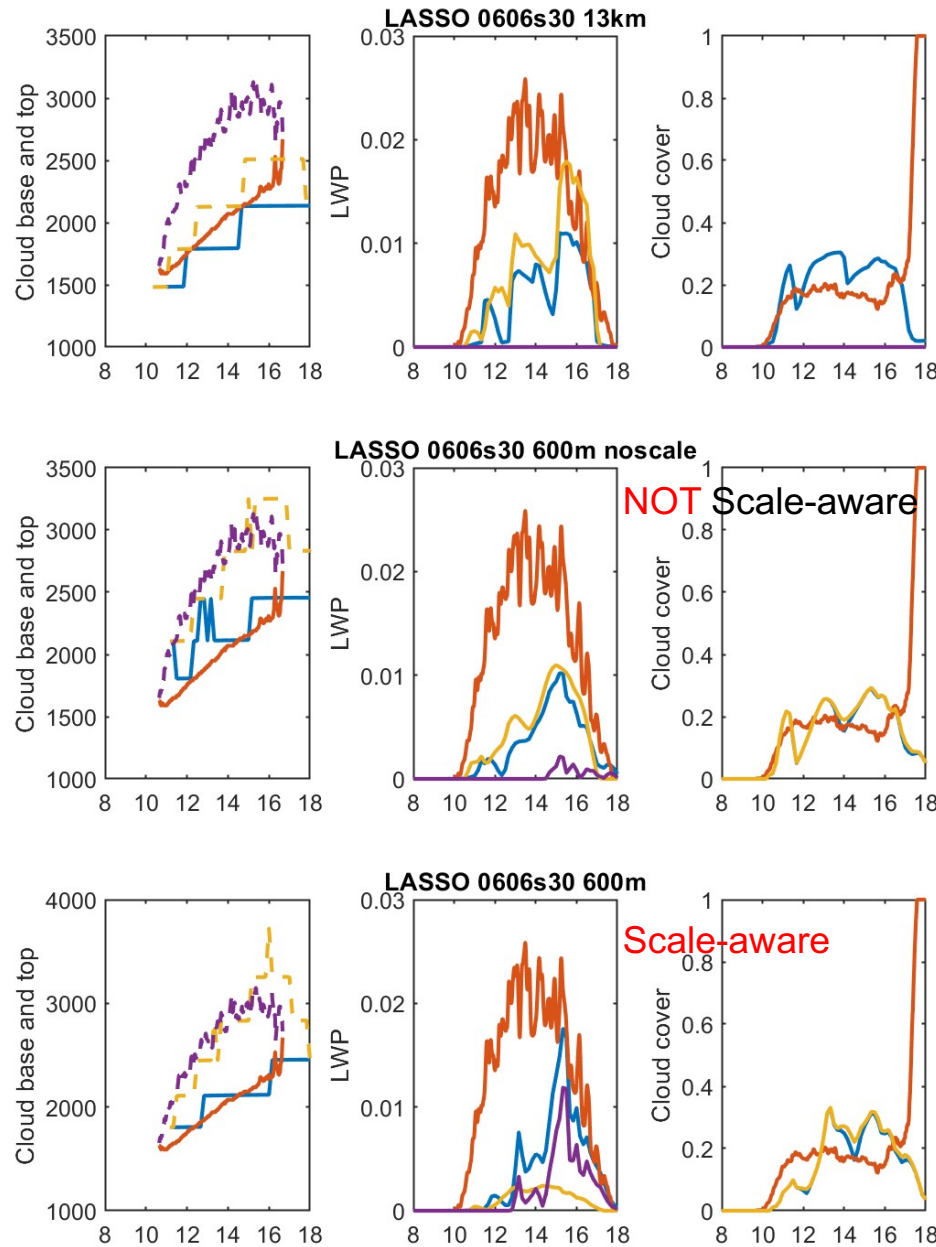 LASSO 0606s30 13km
Cloud base and top
3500
3000
2500
2000
1500
1000
8 10 12 14 16 18
LWP
0.03
0.02
0.01
0
8 10 12 14 16 18
Cloud cover
1
0.8
0.6
0.4
0.2
0
8 10 12 14 16 18
LASSO 0606s30 600m noscale
NOT Scale-aware
Cloud base and top
3500
3000
2500
2000
1500
1000
8 10 12 14 16 18
LWP
0.03
0.02
0.01
0
8 10 12 14 16 18
Cloud cover
1
0.8
0.6
0.4
0.2
0
8 10 12 14 16 18
LASSO 0606s30 600m
Scale-aware
Cloud base and top
4000
3000
2000
1000
8 10 12 14 16 18
LWP
0.03
0.02
0.01
0
8 10 12 14 16 18
Cloud cover
1
0.8
0.6
0.4
0.2
0
8 10 12 14 16 18